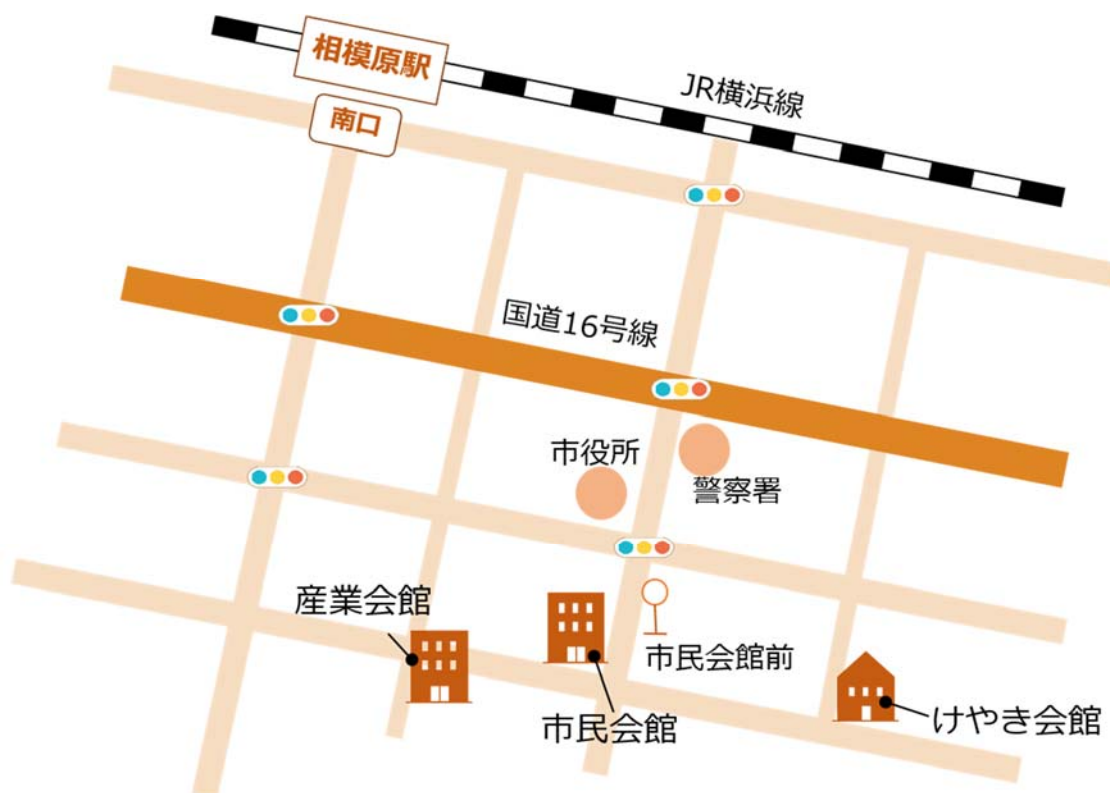 相模原駅
JR横浜線
南口
国道16号線
市役所
警察署
産業会館
市民会館前
市民会館
けやき会館